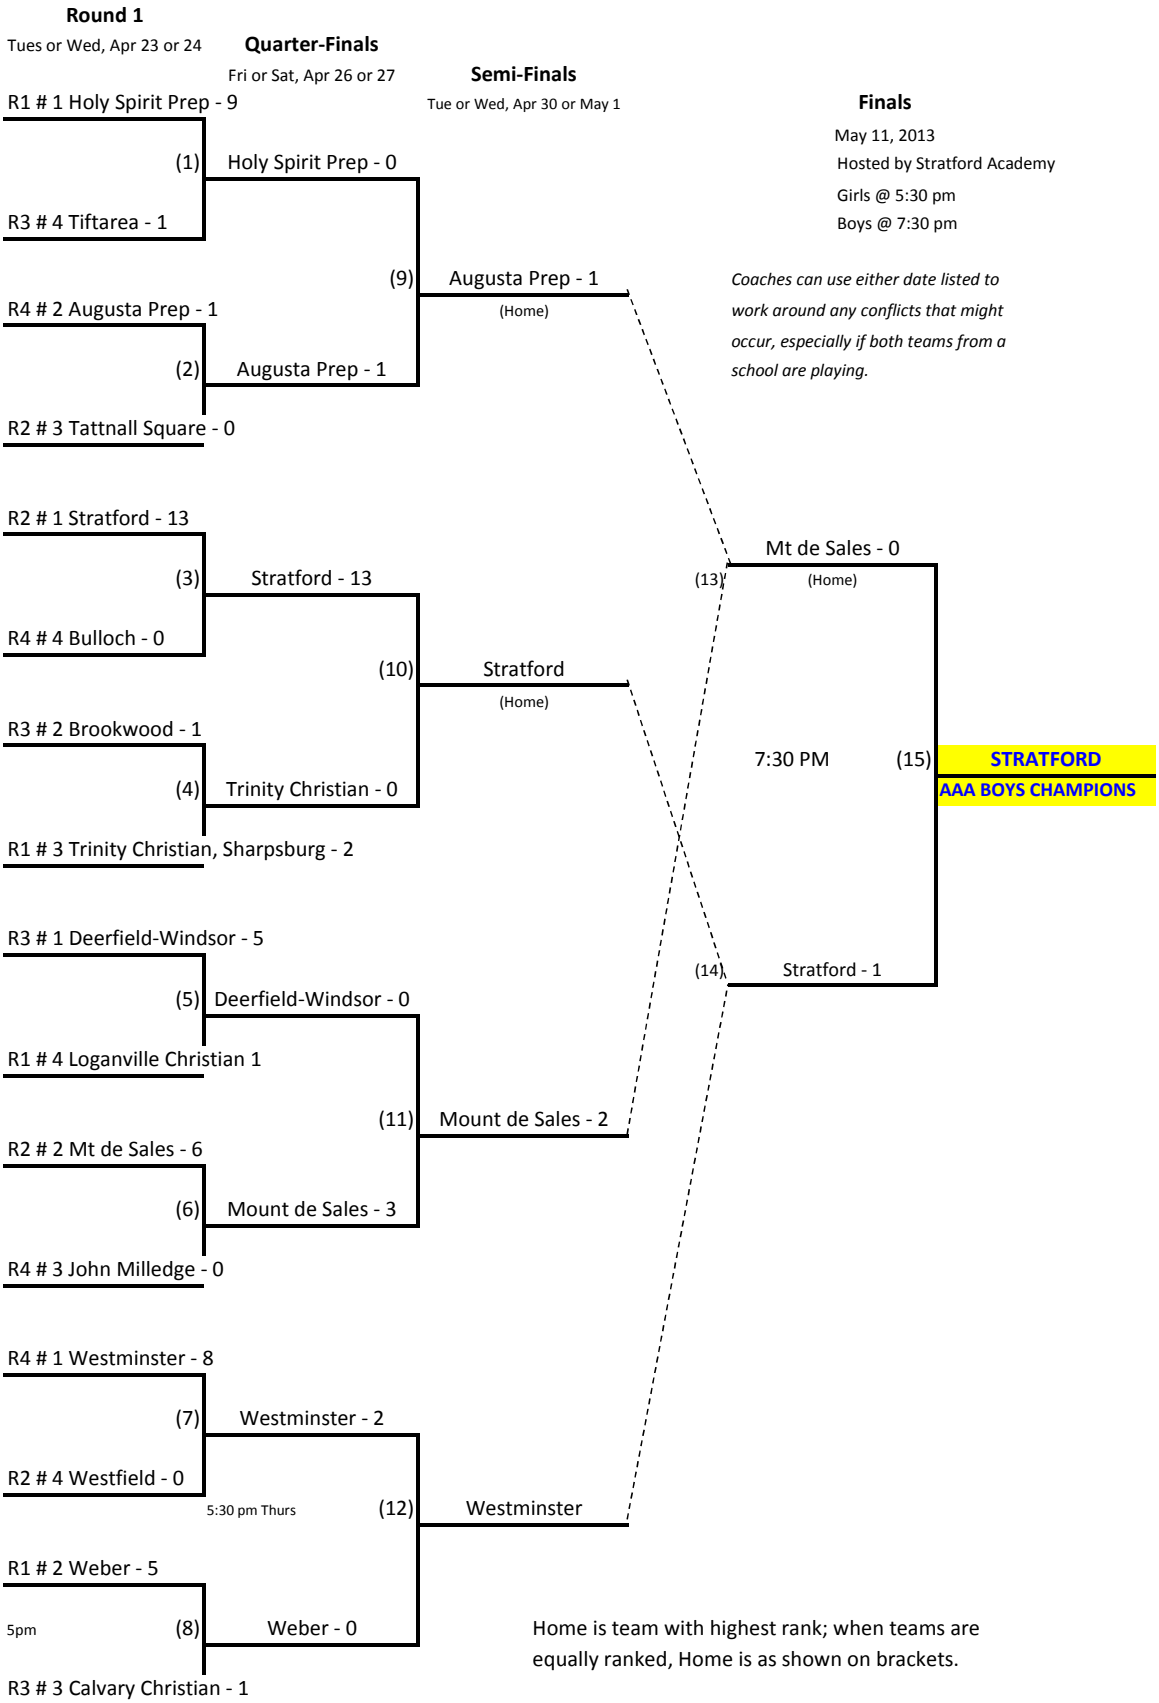 Round 1
Tues or Wed, Apr 23 or 24
Quarter-Finals
Fri or Sat, Apr 26 or 27
Semi-Finals
Tue or Wed, Apr 30 or May 1
Finals
May 11, 2013
Hosted by Stratford Academy
Girls @ 5:30 pm
Boys @ 7:30 pm
R1 # 1 Holy Spirit Prep - 9
(1)
Holy Spirit Prep - 0
R3 # 4 Tiftarea - 1
(9)
Augusta Prep - 1
(Home)
Coaches can use either date listed to
work around any conflicts that might
occur, especially if both teams from a
school are playing.
R4 # 2 Augusta Prep - 1
(2)
Augusta Prep - 1
R2 # 3 Tattnall Square - 0
R2 # 1 Stratford - 13
Mt de Sales - 0
(13)
(Home)
(3)
Stratford - 13
R4 # 4 Bulloch - 0
(10)
Stratford
(Home)
R3 # 2 Brookwood - 1
7:30 PM
(15)
STRATFORD
AAA BOYS CHAMPIONS
(4)
Trinity Christian - 0
R1 # 3 Trinity Christian, Sharpsburg - 2
R3 # 1 Deerfield-Windsor - 5
(14)
Stratford - 1
(5)
Deerfield-Windsor - 0
R1 # 4 Loganville Christian 1
(11)
Mount de Sales - 2
R2 # 2 Mt de Sales - 6
(6)
Mount de Sales - 3
R4 # 3 John Milledge - 0
R4 # 1 Westminster - 8
(7)
Westminster - 2
R2 # 4 Westfield - 0
5:30 pm Thurs
(12)
Westminster
R1 # 2 Weber - 5
5pm
(8)
Weber - 0
R3 # 3 Calvary Christian - 1
Home is team with highest rank; when teams are
equally ranked, Home is as shown on brackets.